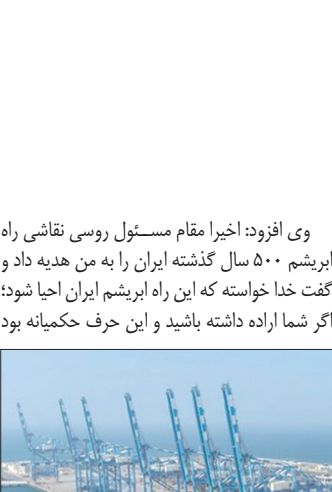 وی افزود: اخیرا مقام مســئول روسی نقاشی راه
ابریشم ۵۰۰ سال گذشته ایران را به من هدیه داد و
گفت خدا خواسته که این راه ابریشم ایران احیا شود؛
اگر شما اراده داشته باشید و این حرف حکمیانه بود